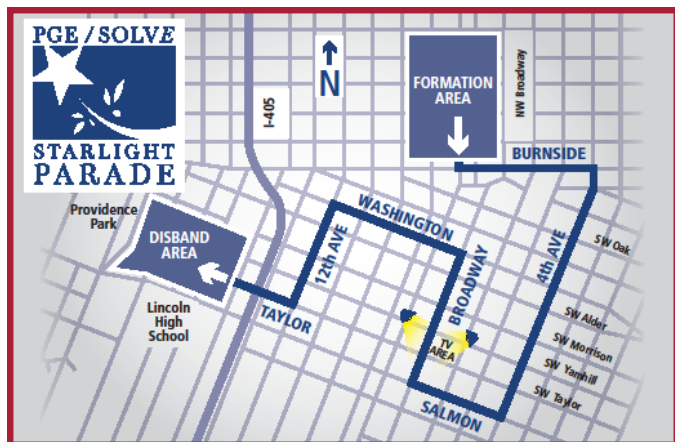 PGE / SOLVE
STARLIGHT
PARADE
N
I-405
FORMATION
AREA
NW Broadway
BURNSIDE
Providence
Park
DISBAND
AREA
WASHINGTON
12th AVE
BROADWAY
4th AVE
SW Oak
Lincoln
High
School
TAYLOR
TV
AREA
SW Alder
SW Morrison
SW Yamhill
SW Taylor
SALMON